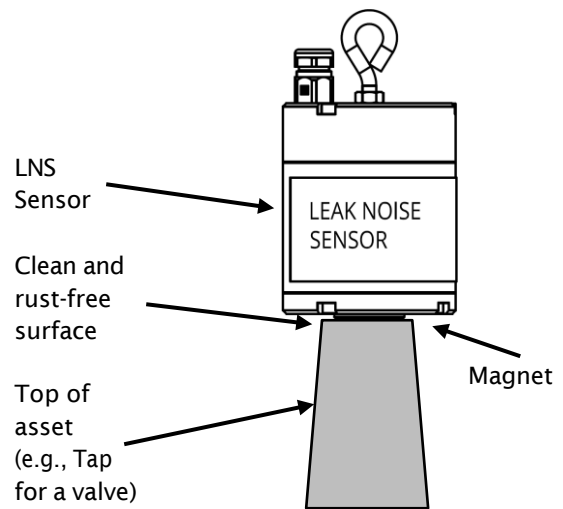 LNS
Sensor
LEAK NOISE
SENSOR
Clean and
rust-free
surface
Magnet
Top of
asset
(e.g., Tap
for a valve)